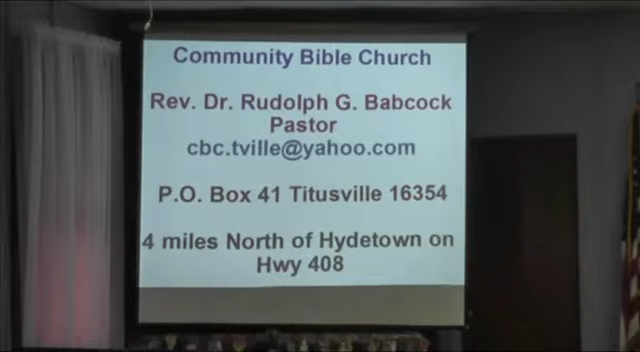 Community Bible Church
Rev. Dr. Rudolph G. Babcock
Pastor
cbc.tville@yahoo.com
P.O. Box 41 Titusville 16354
4 miles North of Hydetown on
Hwy 408